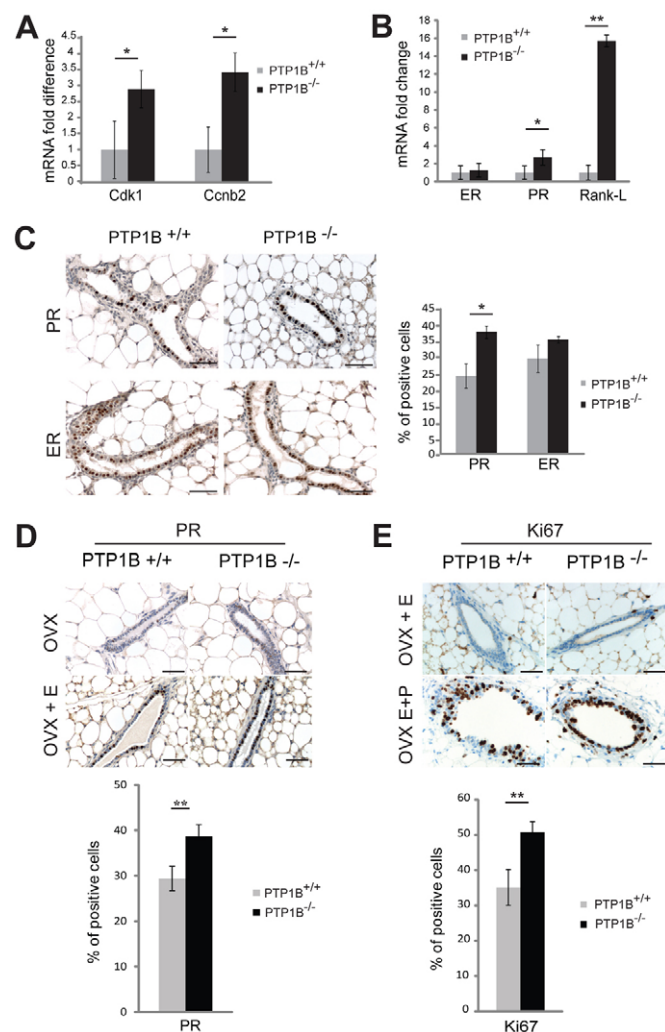 A
mRNA fold difference
5
4.5
4
3.5
3
2.5
2
1.5
1
0.5
0
*
*
PTP1B+/+
PTP1B-/-
Cdk1 Ccnb2
B
mRNA fold change
18
16
14
12
10
8
6
4
2
0
PTP1B+/+
PTP1B-/-
*
**
ER PR Rank-L
C
PTP1B +/+ PTP1B -/-
PR
ER
% of positive cells
45
40
35
30
25
20
15
10
5
0
*
PTP1B+/+
PTP1B-/-
PR ER
D
PR
PTP1B +/+ PTP1B -/-
OVX
OVX + E
% of positive cells
50
40
30
20
10
0
**
PTP1B+/+
PTP1B-/-
PR
E
Ki67
PTP1B +/+ PTP1B -/-
OVX + E
OVX E+P
% of positive cells
60
50
40
30
20
10
0
**
PTP1B+/+
PTP1B-/-
Ki67